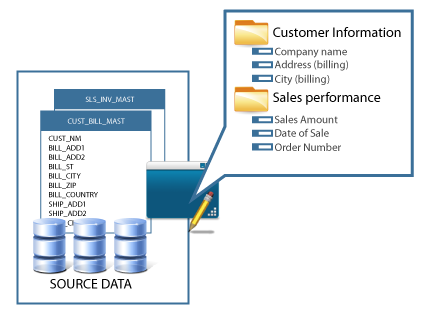 Customer Information
Company name
Address (billing)
City (billing)
Sales performance
Sales Amount
Date of Sale
Order Number
SLS_INV_MAST
CUST_BILL_MAST
CUST_NM
BILL_ADD1
BILL_ADD2
BILL_ST
BILL_CITY
BILL_ZIP
BILL_COUNTRY
SHIP_ADD1
SHIP_ADD2
SOURCE DATA